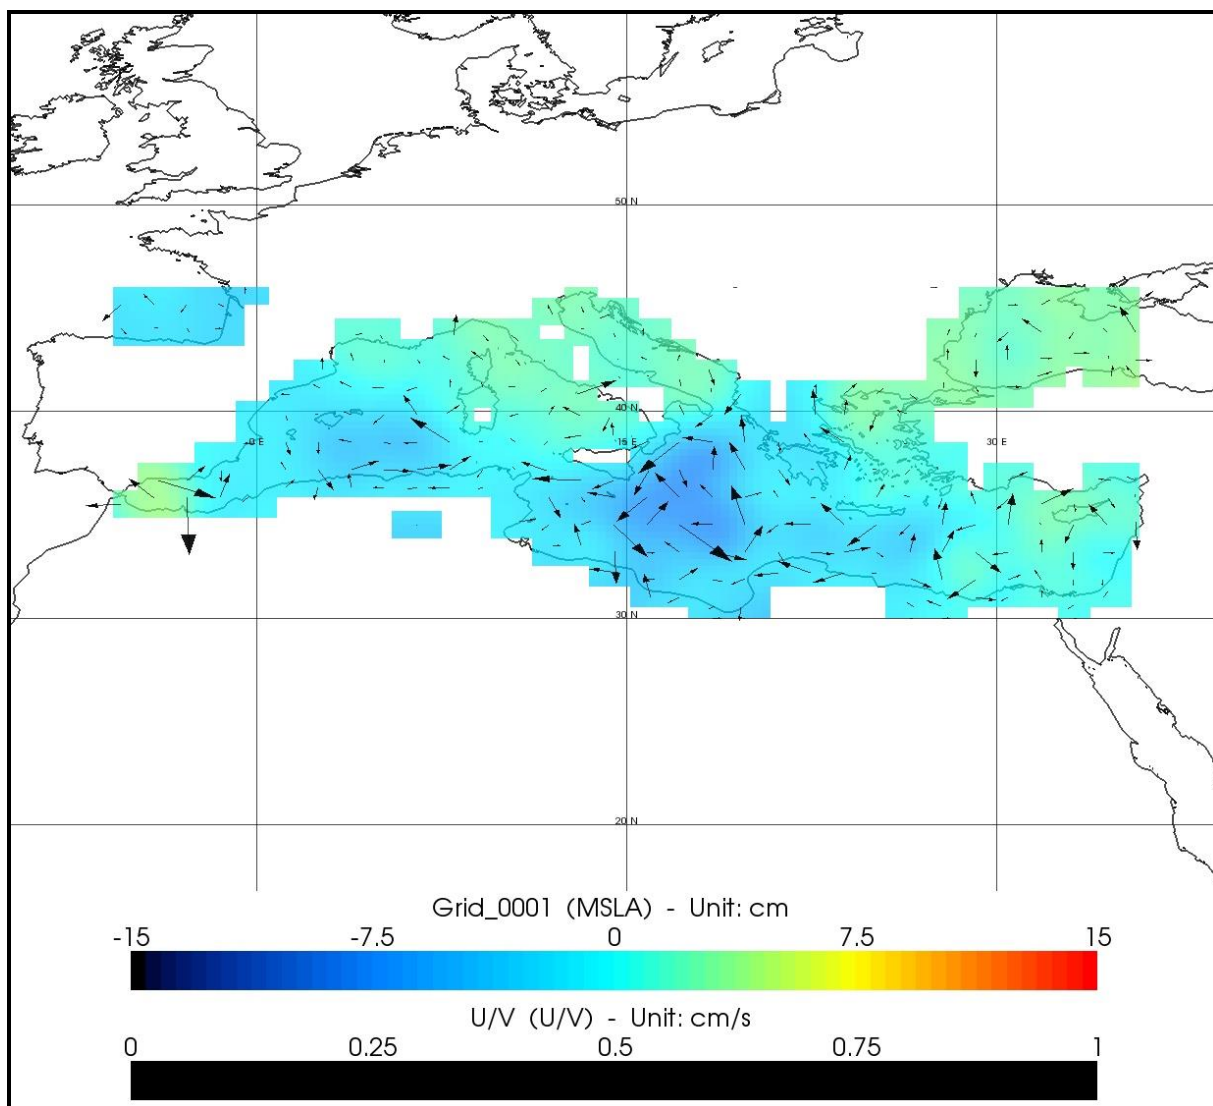 50 N
40 N
0 E
15 E
30 E
30 N
20 N
Grid_0001 (MSLA) - Unit: cm
-15 -7.5 0 7.5 15
U/V (U/V) - Unit: cm/s
0 0.25 0.5 0.75 1